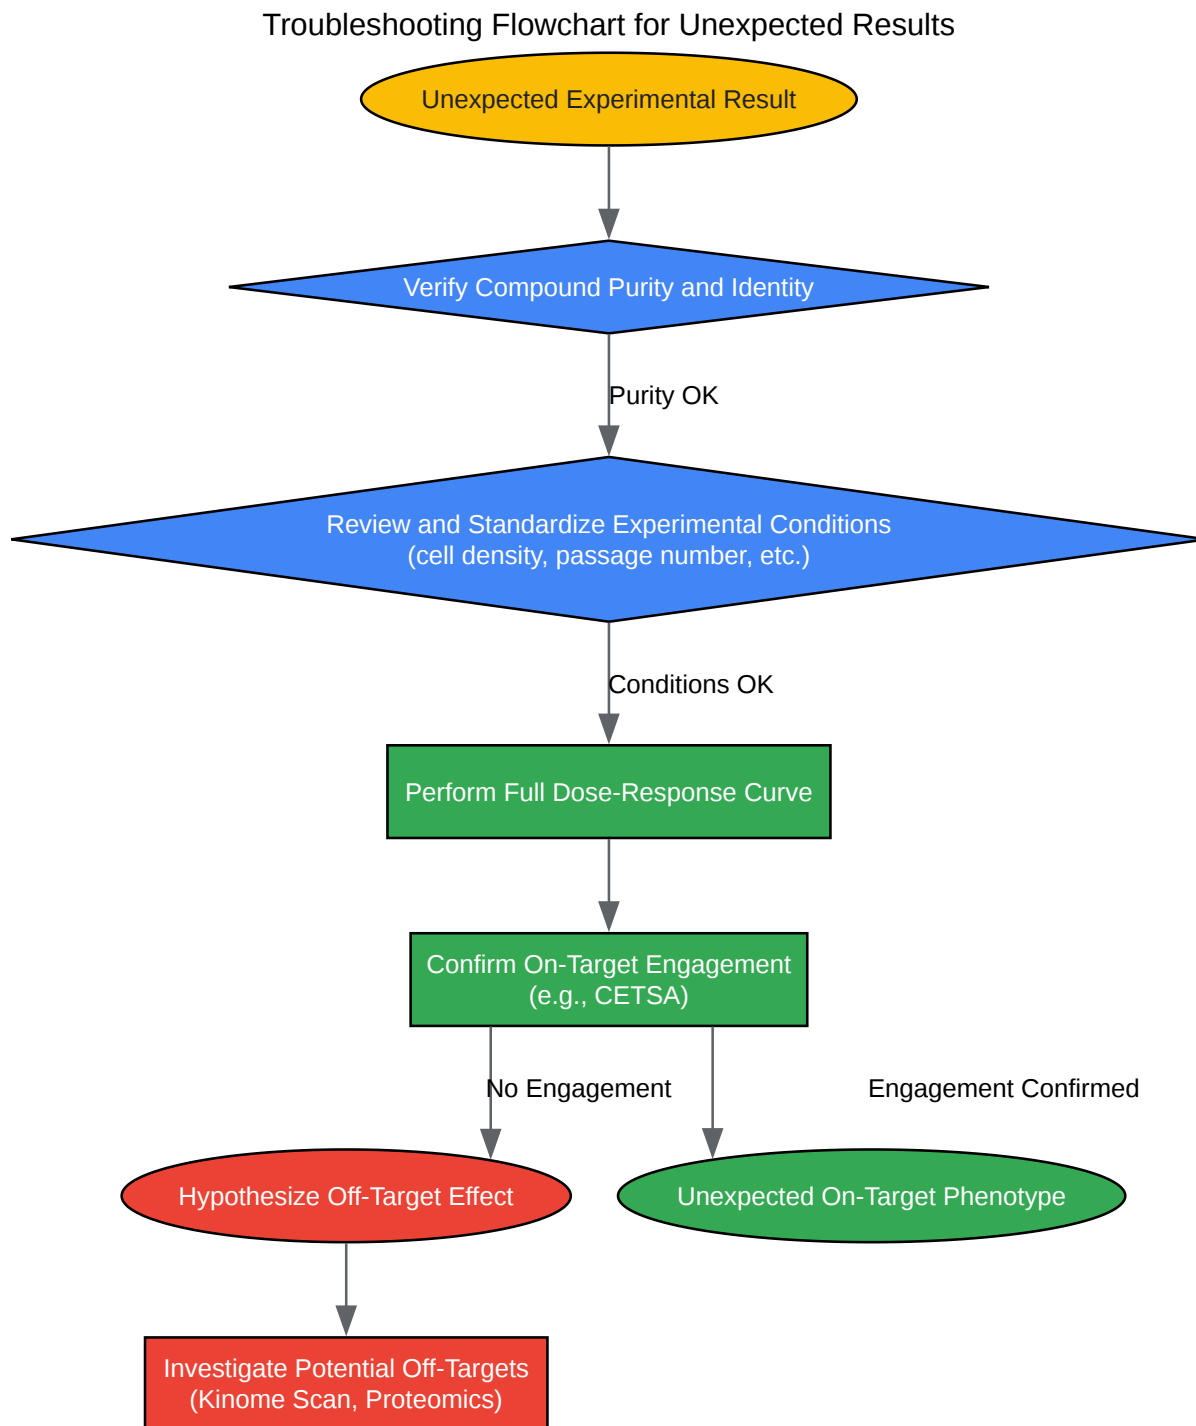 Troubleshooting Flowchart for Unexpected Results
Unexpected Experimental Result
Verify Compound Purity and Identity
Purity OK
Review and Standardize Experimental Conditions
(cell density, passage number, etc.)
Conditions OK
Perform Full Dose-Response Curve
Confirm On-Target Engagement
(e.g., CETSA)
No Engagement
Engagement Confirmed
Hypothesize Off-Target Effect
Unexpected On-Target Phenotype
Investigate Potential Off-Targets
(Kinome Scan, Proteomics)